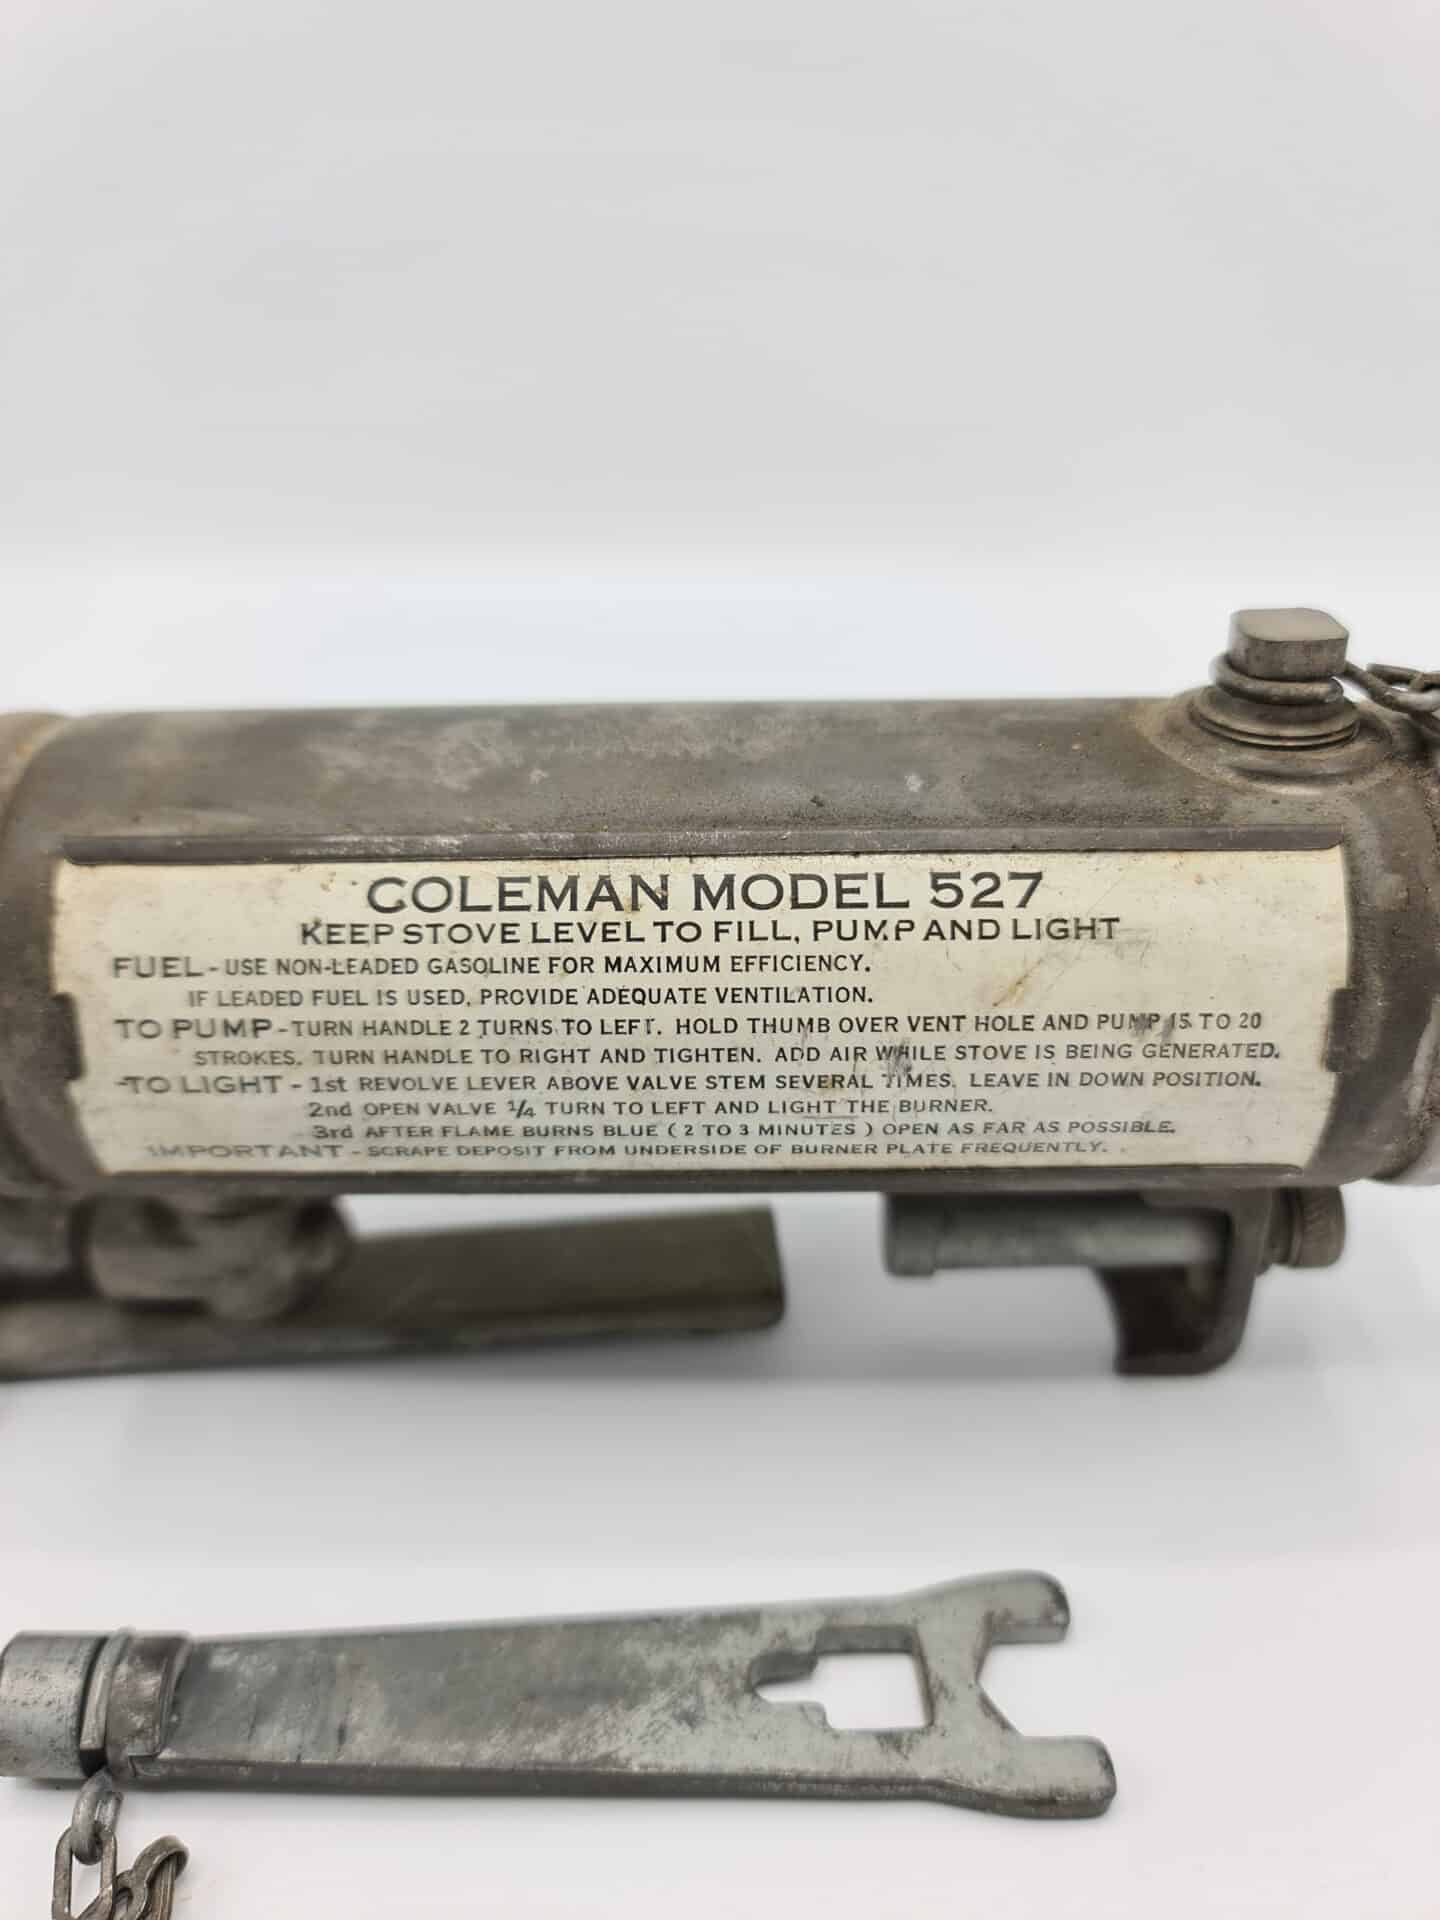 COLEMAN MODEL 527
KEEP STOVE LEVEL TO FILL, PUMP AND LIGHT
FUEL - USE NON-LEADED GASOLINE FOR MAXIMUM EFFICIENCY.
IF LEADED FUEL IS USED, PROVIDE ADEQUATE VENTILATION.
TO PUMP - TURN HANDLE 2 TURNS TO LEFT. HOLD THUMB OVER VENT HOLE AND PUMP 15 TO 20
STROKES. TURN HANDLE TO RIGHT AND TIGHTEN. ADD AIR WHILE STOVE IS BEING GENERATED.
TO LIGHT - 1st REVOLVE LEVER ABOVE VALVE STEM SEVERAL TIMES. LEAVE IN DOWN POSITION.
2nd OPEN VALVE 1/4 TURN TO LEFT AND LIGHT THE BURNER.
3rd AFTER FLAME BURNS BLUE ( 2 TO 3 MINUTES ) OPEN AS FAR AS POSSIBLE.
IMPORTANT - SCRAPE DEPOSIT FROM UNDERSIDE OF BURNER PLATE FREQUENTLY.